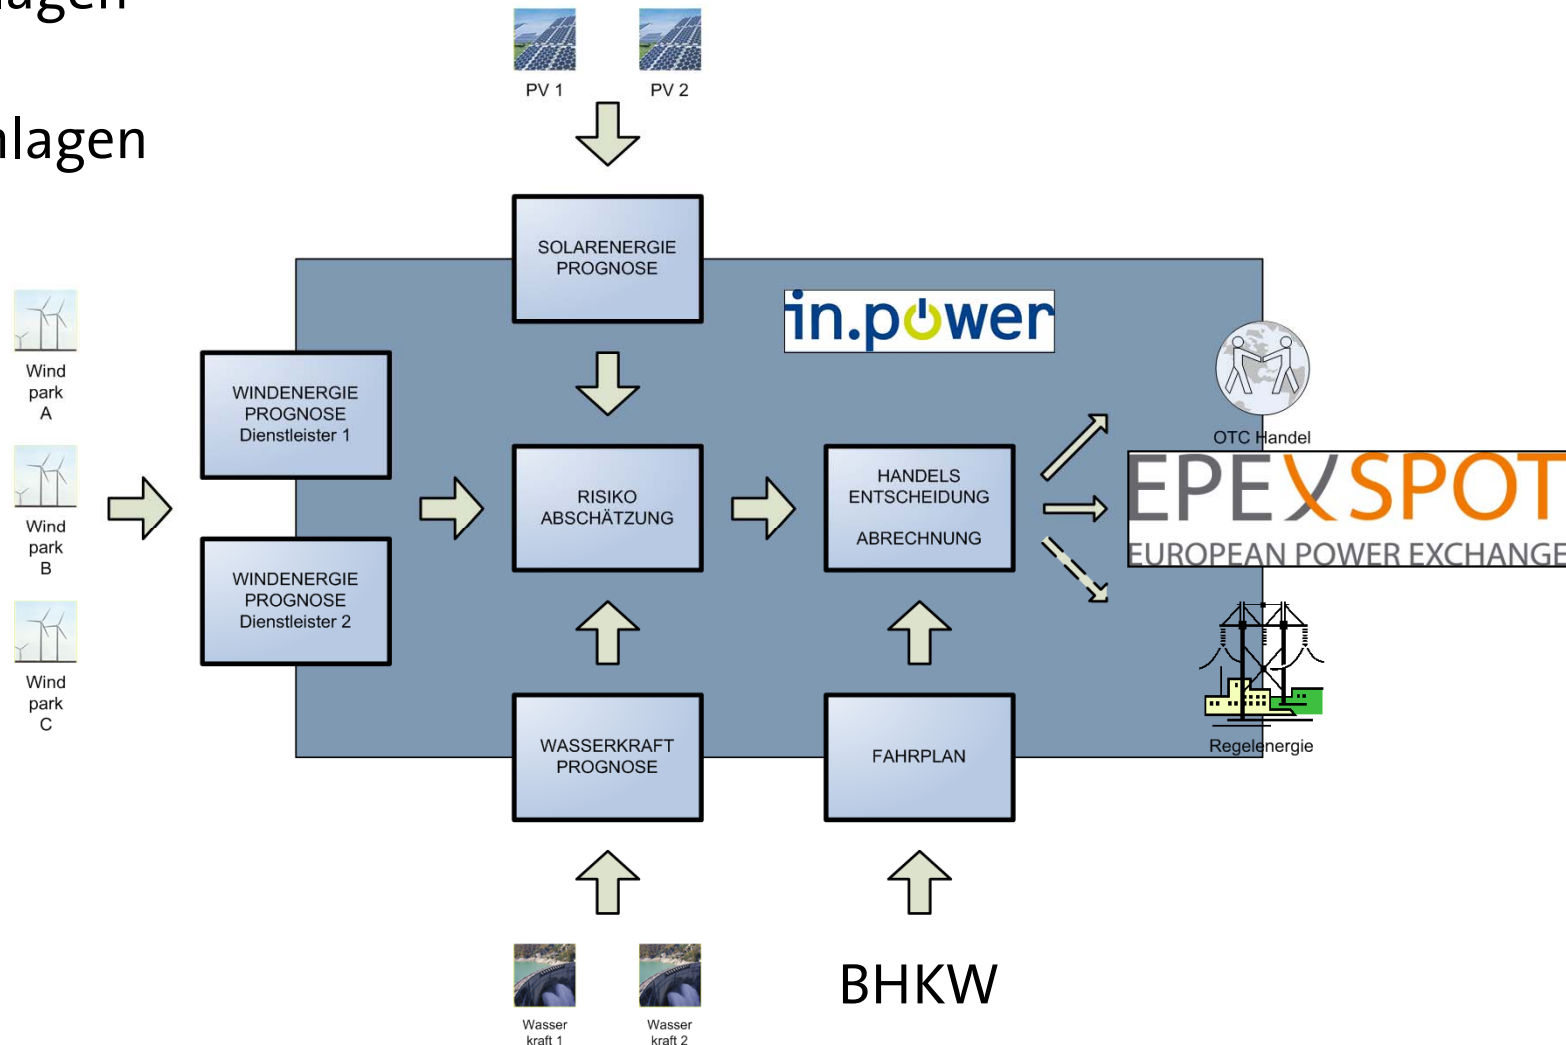 PV 1
PV 2
SOLARENERGIE
PROGNOSE
in.power
Wind
park
A
WINDENERGIE
PROGNOSE
Dienstleister 1
OTC Handel
Wind
park
B
RISIKO
ABSCHÄTZUNG
HANDELS
ENTSCHEIDUNG
ABRECHNUNG
EPEXSPOT
EUROPEAN POWER EXCHANGE
WINDENERGIE
PROGNOSE
Dienstleister 2
Wind
park
C
WASSERKRAFT
PROGNOSE
FAHRPLAN
Regelenergie
BHKW
Wasser
kraft 1
Wasser
kraft 2